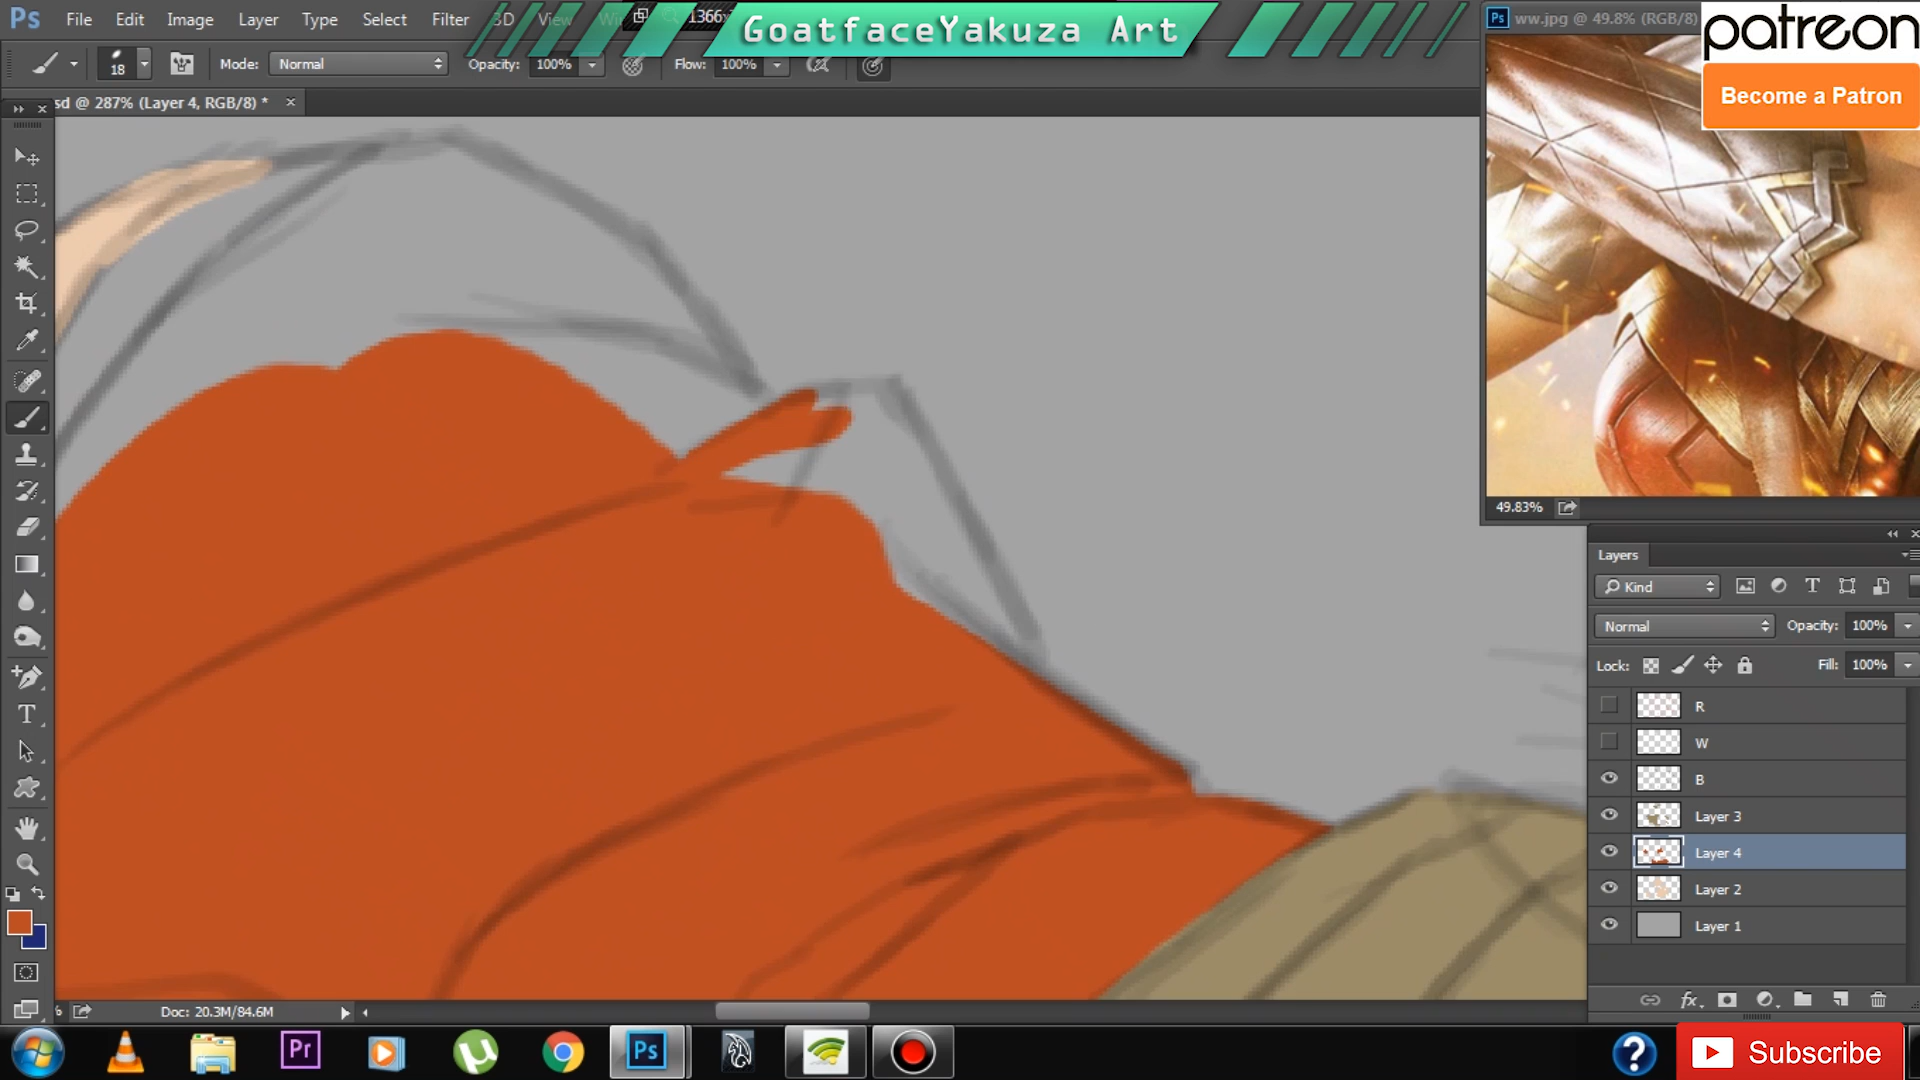 Ps File Edit Image Layer Type Select Filter 3D View
GoatfaceYakuza Art
18 Mode: Normal Opacity: 100% Flow: 100%
sd @ 287% (Layer 4, RGB/8) *
Ps ww.jpg @ 49.8% (RGB/8)
patreon
Become a Patron
49.83%
Layers
Kind
Normal Opacity: 100%
Lock: Fill: 100%
R
W
B
Layer 3
Layer 4
Layer 2
Layer 1
fx
Doc: 20.3M/84.6M
Pr
Ps
Subscribe